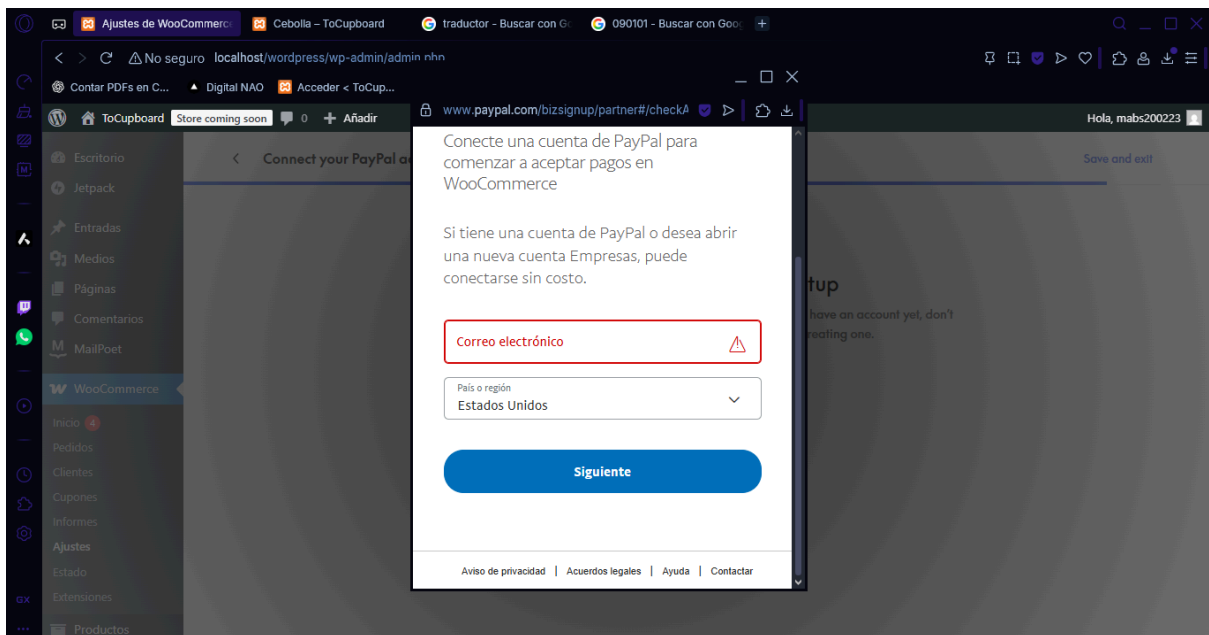 Ajustes de WooCommerce
Cebolla – ToCupboard
traductor - Buscar con Go
090101 - Buscar con Goog
No seguro localhost/wordpress/wp-admin/admin.php
Contar PDFs en C...
Digital NAO
Acceder < ToCup...
www.paypal.com/bizsignup/partner#/checkA
ToCupboard
Store coming soon
0
Añadir
Hola, mabs200223
Escritorio
Jetpack
Entradas
Medios
Páginas
Comentarios
MailPoet
WooCommerce
Inicio 4
Pedidos
Clientes
Cupones
Informes
Ajustes
Estado
Extensiones
Productos
Connect your PayPal ac
Save and exit
Conecte una cuenta de PayPal para
comenzar a aceptar pagos en
WooCommerce
Si tiene una cuenta de PayPal o desea abrir
una nueva cuenta Empresas, puede
conectarse sin costo.
Correo electrónico
País o región
Estados Unidos
Siguiente
Aviso de privacidad | Acuerdos legales | Ayuda | Contactar
tup
have an account yet, don't
reating one.
GX